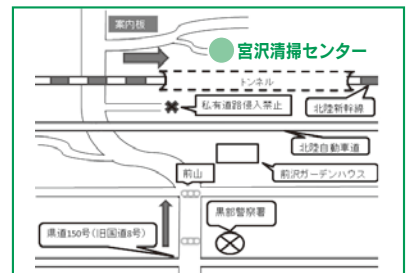 案内板
宮沢清掃センター
トンネル
私有道路侵入禁止
北陸新幹線
北陸自動車道
前山
前沢ガーデンハウス
県道150号(旧国道8号)
黒部警察署